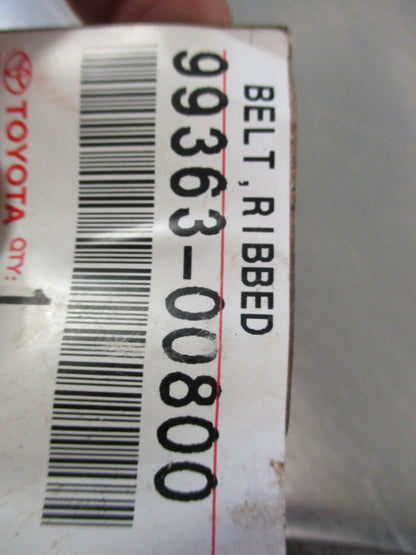 BELT, RIBBED
99363-00800
TOYOTA QTY:
1